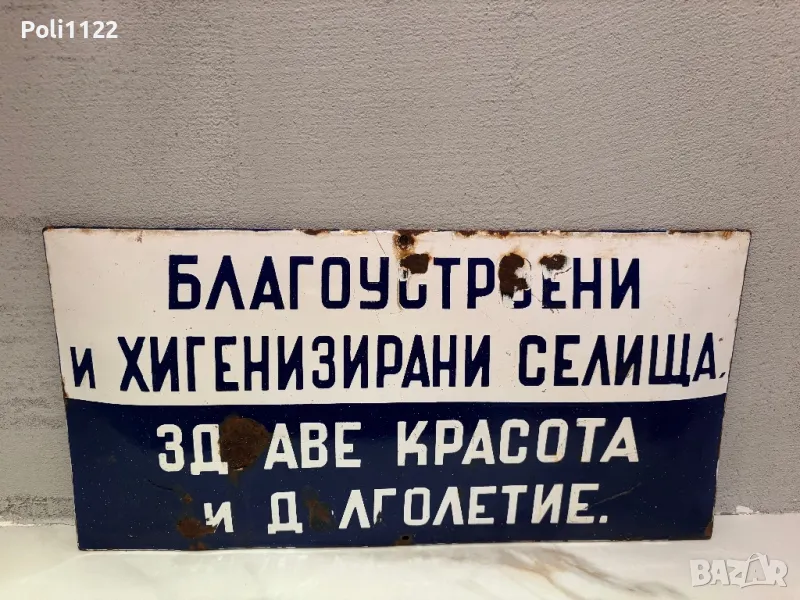 Poli1122
БЛАГОУСТРОЕНИ
И ХИГЕНИЗИРАНИ СЕЛИЩА.
ЗДРАВЕ КРАСОТА
И ДЪЛГОЛЕТИЕ.
BAZAR